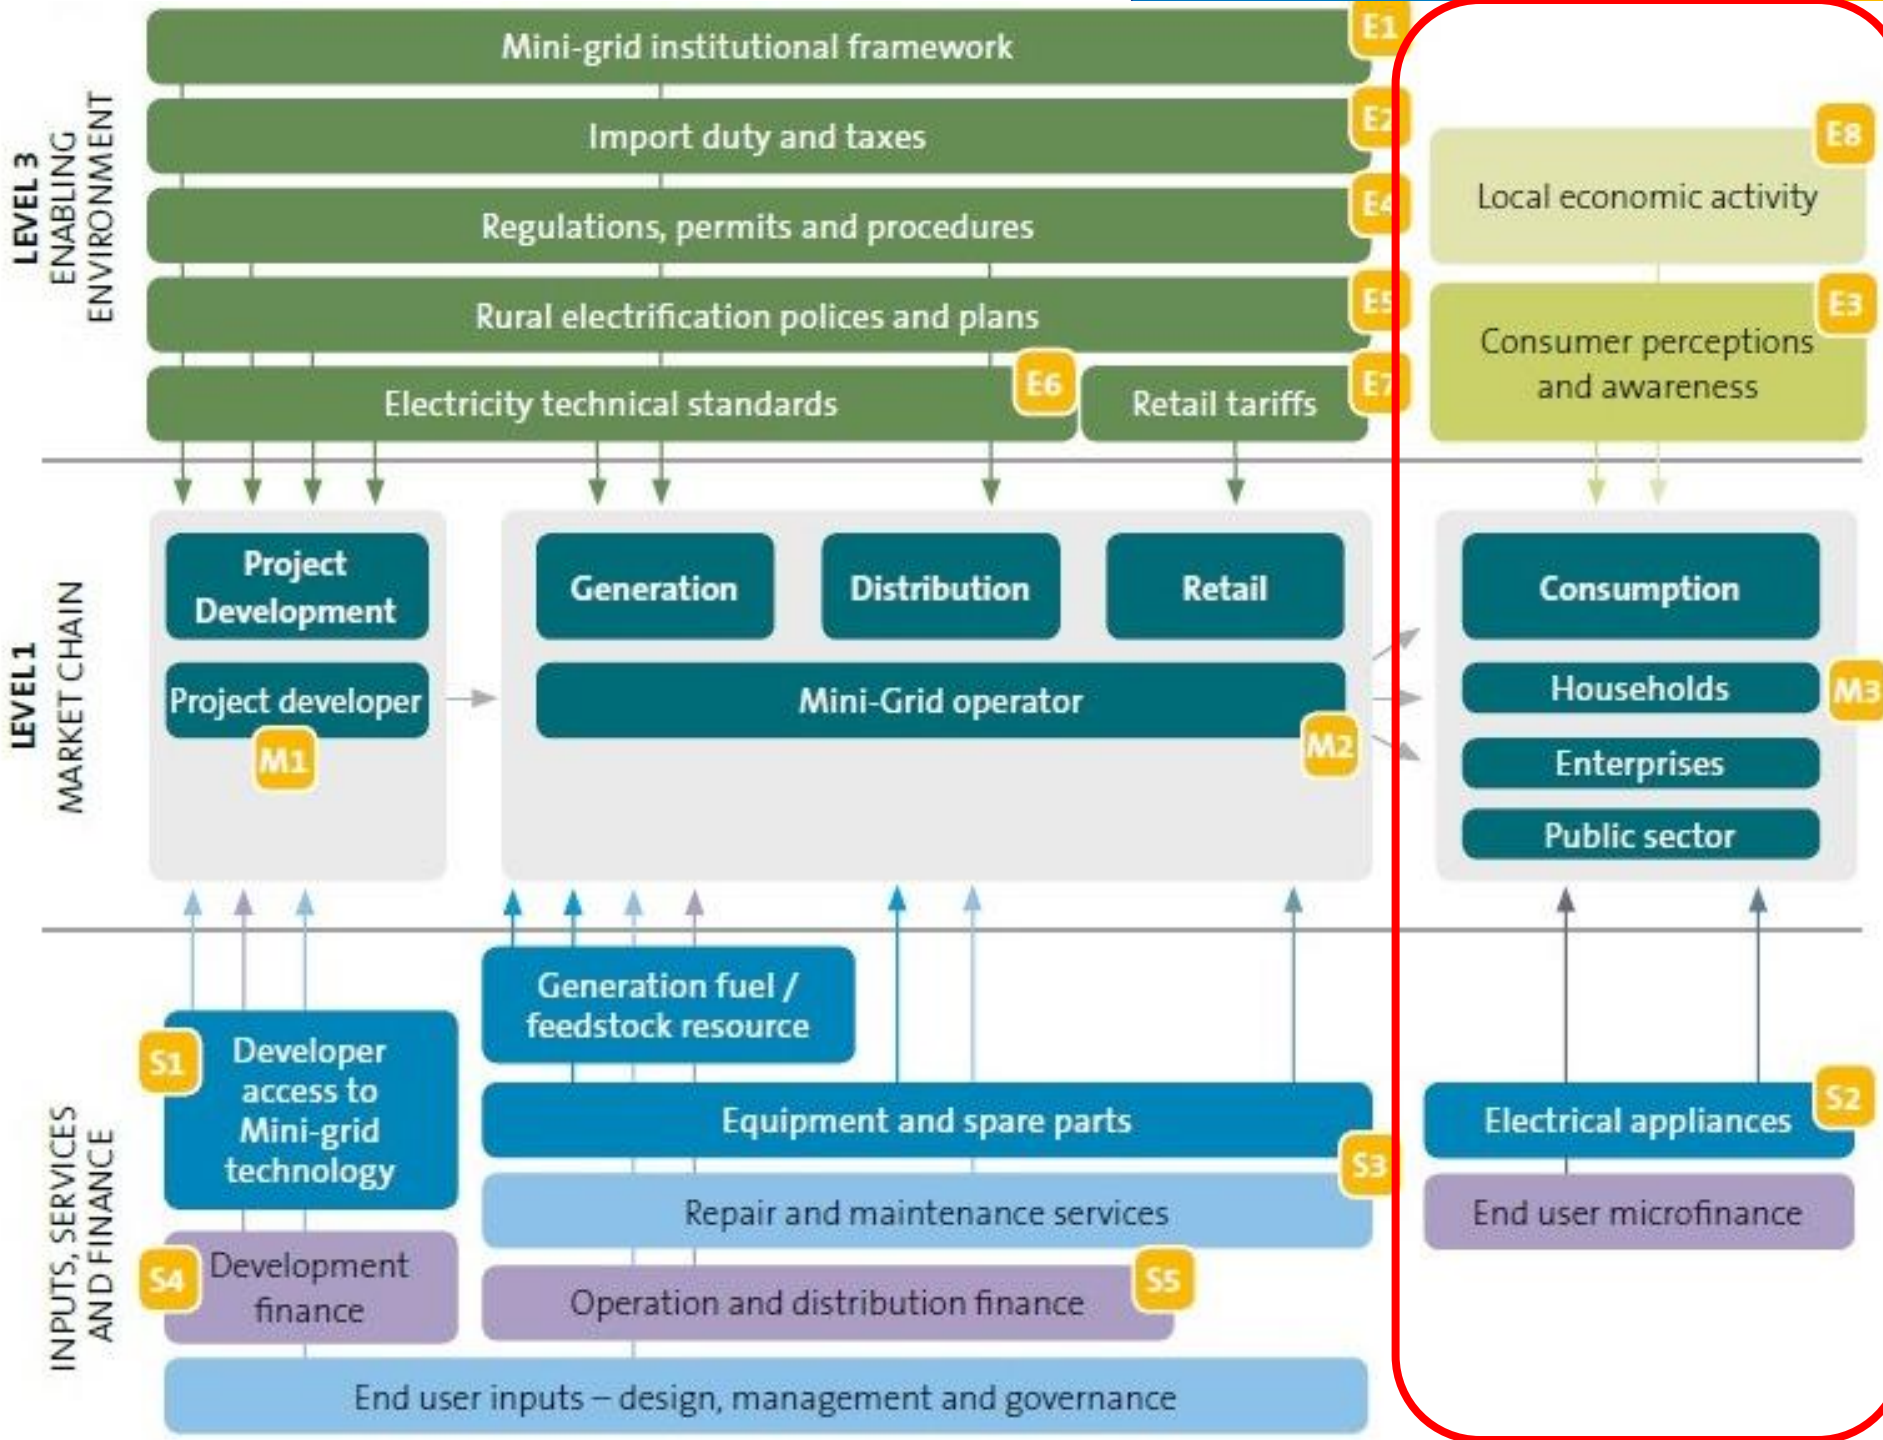 LEVEL 3
ENABLING
ENVIRONMENT
Mini-grid institutional framework
E1
Import duty and taxes
E2
Regulations, permits and procedures
E4
Rural electrification polices and plans
E5
Electricity technical standards
E6
Retail tariffs
E7
Local economic activity
E8
Consumer perceptions
and awareness
E3
LEVEL 1
MARKET CHAIN
Project
Development
Project developer
M1
Generation
Distribution
Retail
Mini-Grid operator
M2
Consumption
Households
M3
Enterprises
Public sector
INPUTS, SERVICES
AND FINANCE
S1
Developer
access to
Mini-grid
technology
S4
Development
finance
Generation fuel /
feedstock resource
Equipment and spare parts
S3
Repair and maintenance services
Operation and distribution finance
S5
End user inputs – design, management and governance
Electrical appliances
S2
End user microfinance